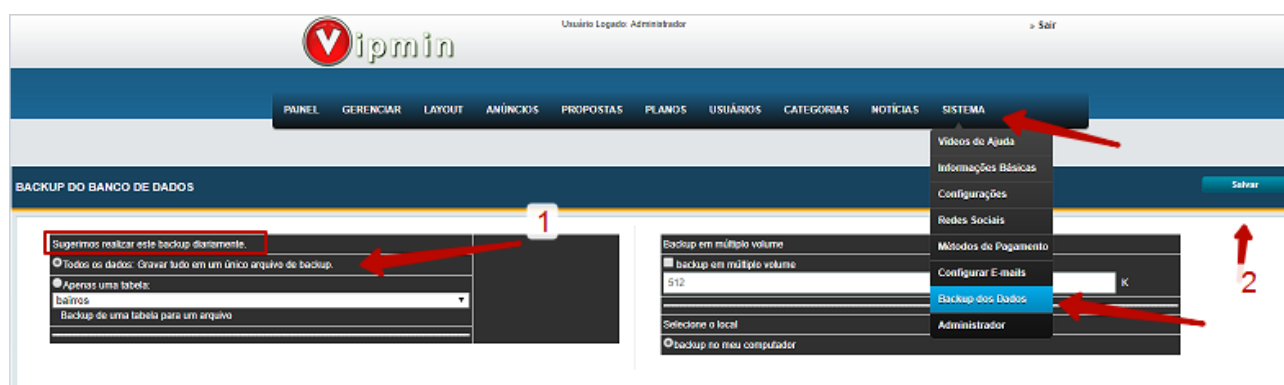 Usuário Logado: Administrador
» Sair
Vipmin
PAINEL GERENCIAR LAYOUT ANÚNCIOS PROPOSTAS PLANOS USUÁRIOS CATEGORIAS NOTÍCIAS SISTEMA
Vídeos de Ajuda
Informações Básicas
Configurações
Redes Sociais
Métodos de Pagamento
Configurar E-mails
Backup dos Dados
Administrador
BACKUP DO BANCO DE DADOS
Salvar
1
2
Sugerimos realizar este backup diariamente.
Todos os dados: Gravar tudo em um único arquivo de backup.
Apenas uma tabela:
bairros
Backup de uma tabela para um arquivo
Backup em múltiplo volume
backup em múltiplo volume
512 K
Selecione o local
backup no meu computador